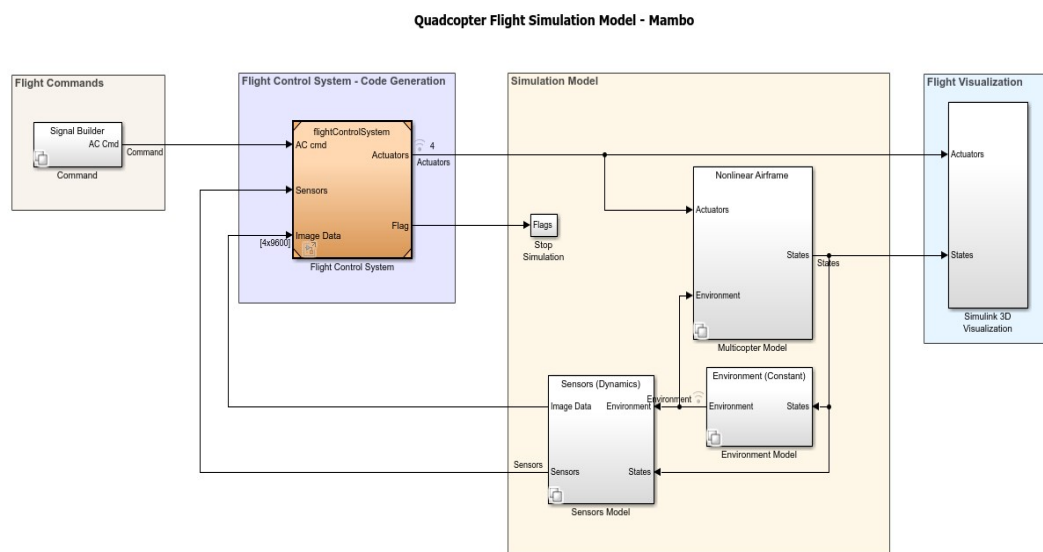 Quadcopter Flight Simulation Model - Mambo
Flight Commands
Signal Builder
AC Cmd
Command
Command
Flight Control System - Code Generation
flightControlSystem
AC cmd
Actuators
4
Actuators
Sensors
Flag
Image Data
[4x9600]
Flight Control System
Simulation Model
Flags
Stop
Simulation
Nonlinear Airframe
Actuators
States
States
Environment
Multicopter Model
Sensors (Dynamics)
Image Data
Environment
Sensors
Sensors
States
Sensors Model
Environment (Constant)
Environment
Environment
States
Environment Model
Flight Visualization
Actuators
States
Simulink 3D
Visualization